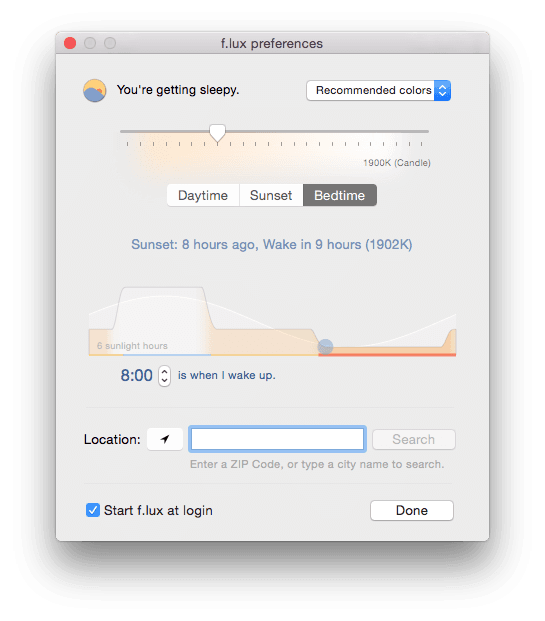 f.lux preferences
You're getting sleepy.
Recommended colors
1900K (Candle)
Daytime
Sunset
Bedtime
Sunset: 8 hours ago, Wake in 9 hours (1902K)
6 sunlight hours
8:00 is when I wake up.
Location:
Search
Enter a ZIP Code, or type a city name to search.
Start f.lux at login
Done